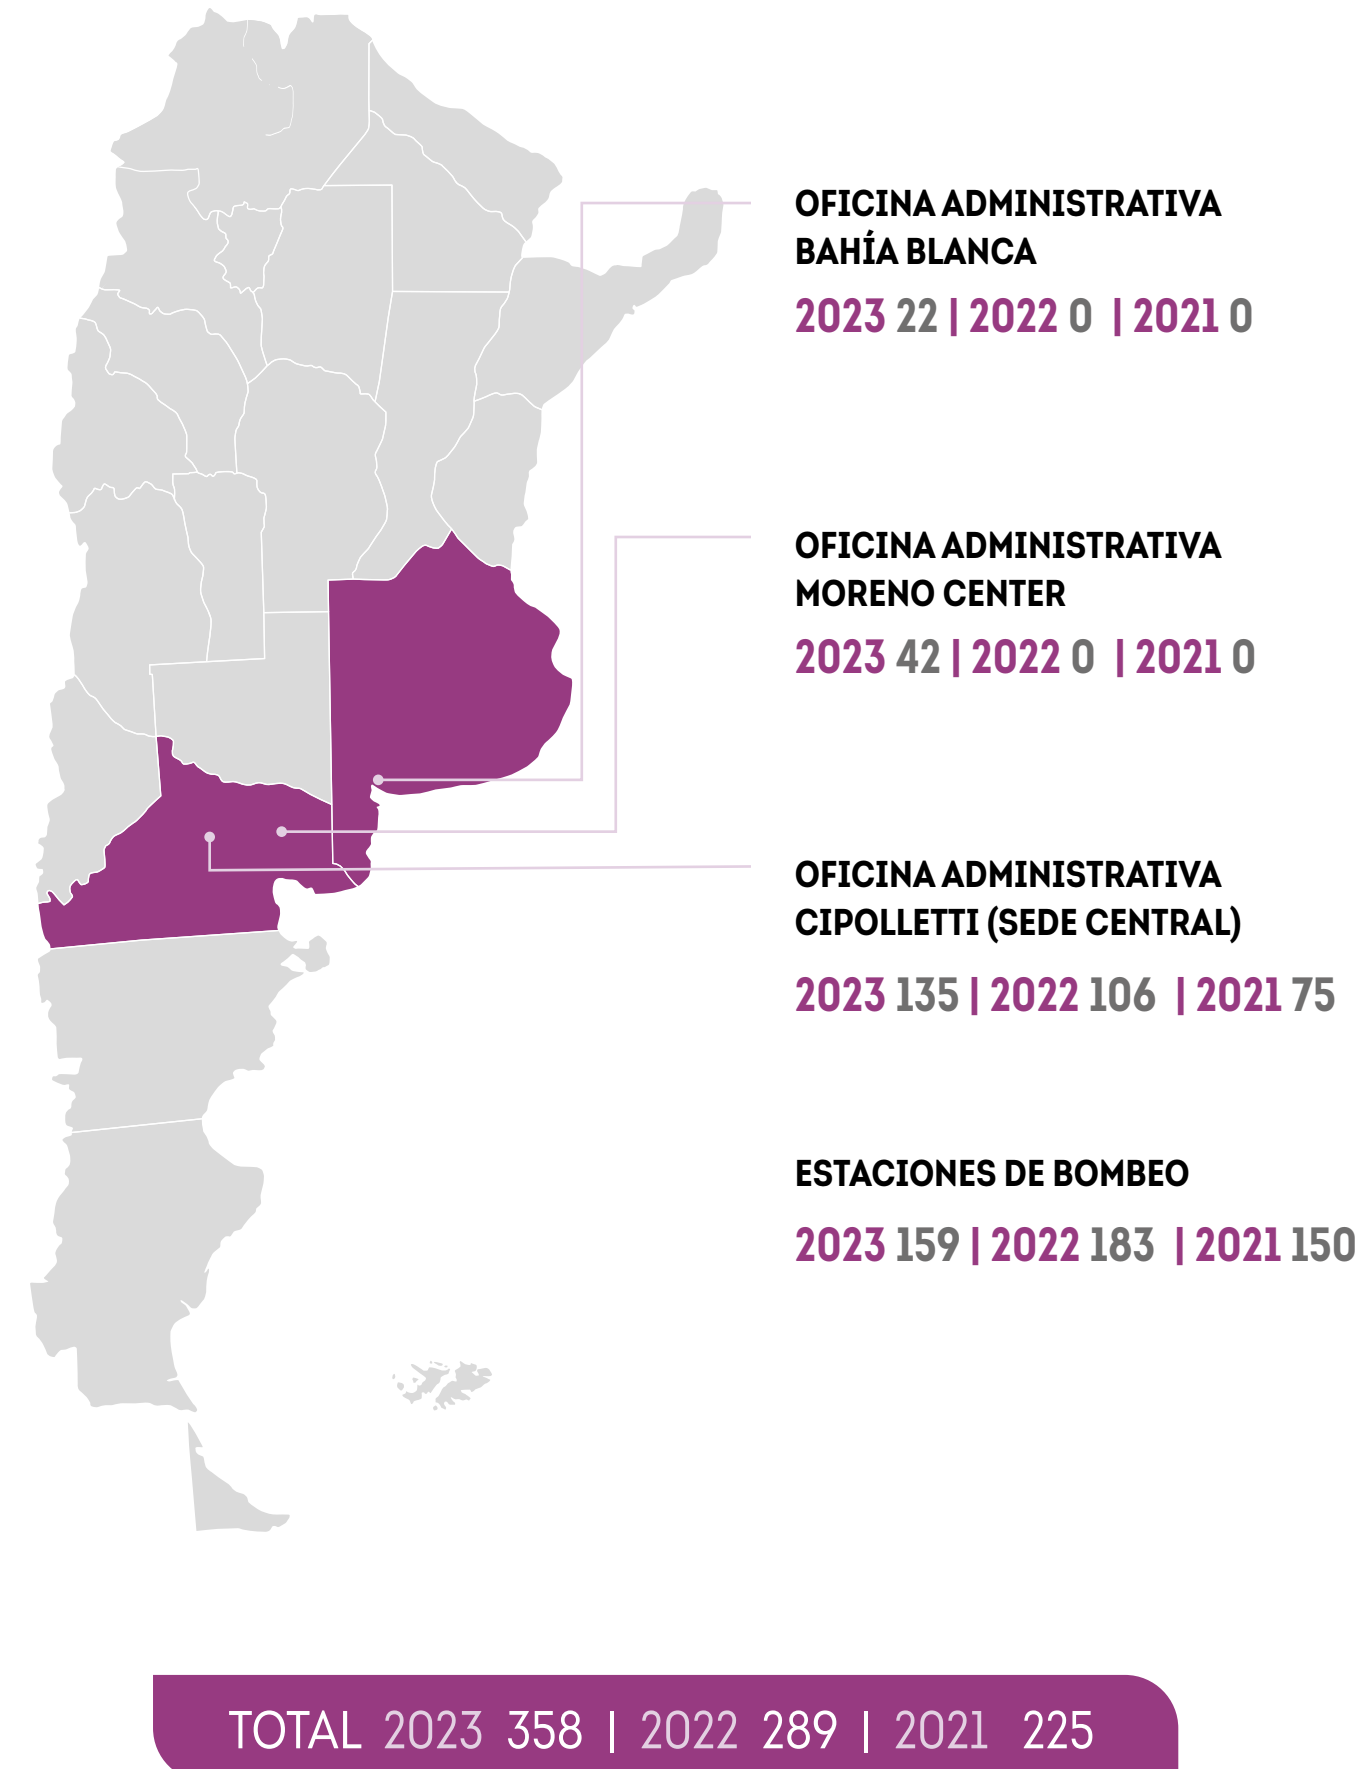 OFICINA ADMINISTRATIVA
BAHÍA BLANCA
2023 22 | 2022 0 | 2021 0
OFICINA ADMINISTRATIVA
MORENO CENTER
2023 42 | 2022 0 | 2021 0
OFICINA ADMINISTRATIVA
CIPOLLETTI (SEDE CENTRAL)
2023 135 | 2022 106 | 2021 75
ESTACIONES DE BOMBEO
2023 159 | 2022 183 | 2021 150
TOTAL 2023 358 | 2022 289 | 2021 225